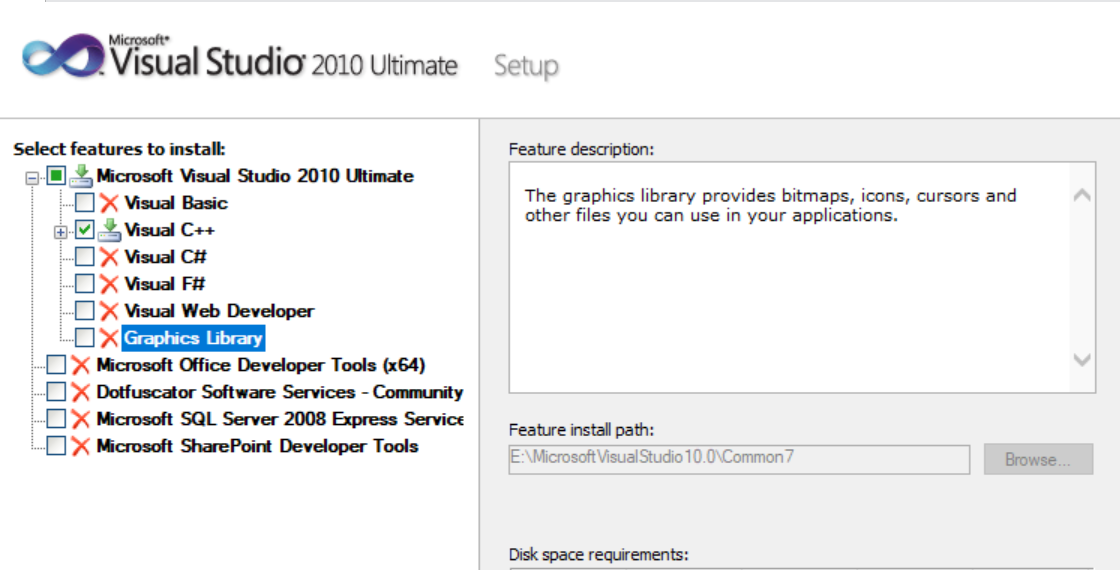 Microsoft®
Visual Studio® 2010 Ultimate Setup
Select features to install:
Microsoft Visual Studio 2010 Ultimate
Visual Basic
Visual C++
Visual C#
Visual F#
Visual Web Developer
Graphics Library
Microsoft Office Developer Tools (x64)
Dotfuscator Software Services - Community
Microsoft SQL Server 2008 Express Service
Microsoft SharePoint Developer Tools
Feature description:
The graphics library provides bitmaps, icons, cursors and
other files you can use in your applications.
Feature install path:
E:\MicrosoftVisualStudio10.0\Common7
Browse...
Disk space requirements: